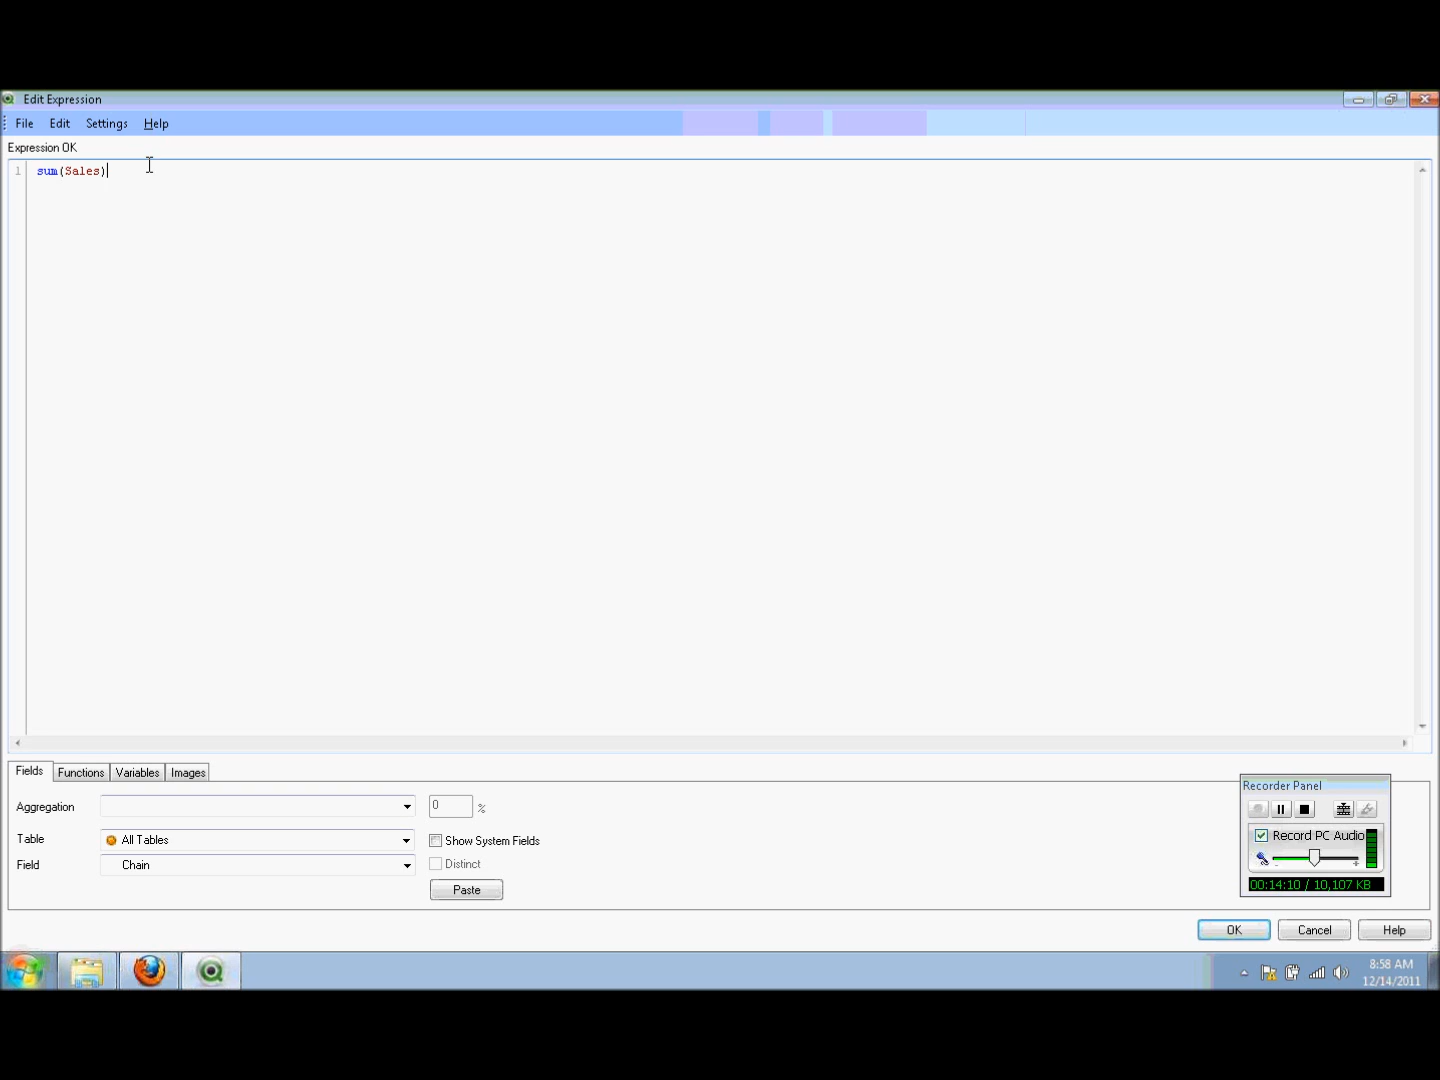 Edit Expression
File Edit Settings Help
Expression OK
1 sum(Sales)
Fields Functions Variables Images
Aggregation 0 %
Table All Tables Show System Fields
Field Chain Distinct
Paste
Recorder Panel
Record PC Audio
- +
00:14:10 / 10,107 KB
OK Cancel Help
8:58 AM
12/14/2011